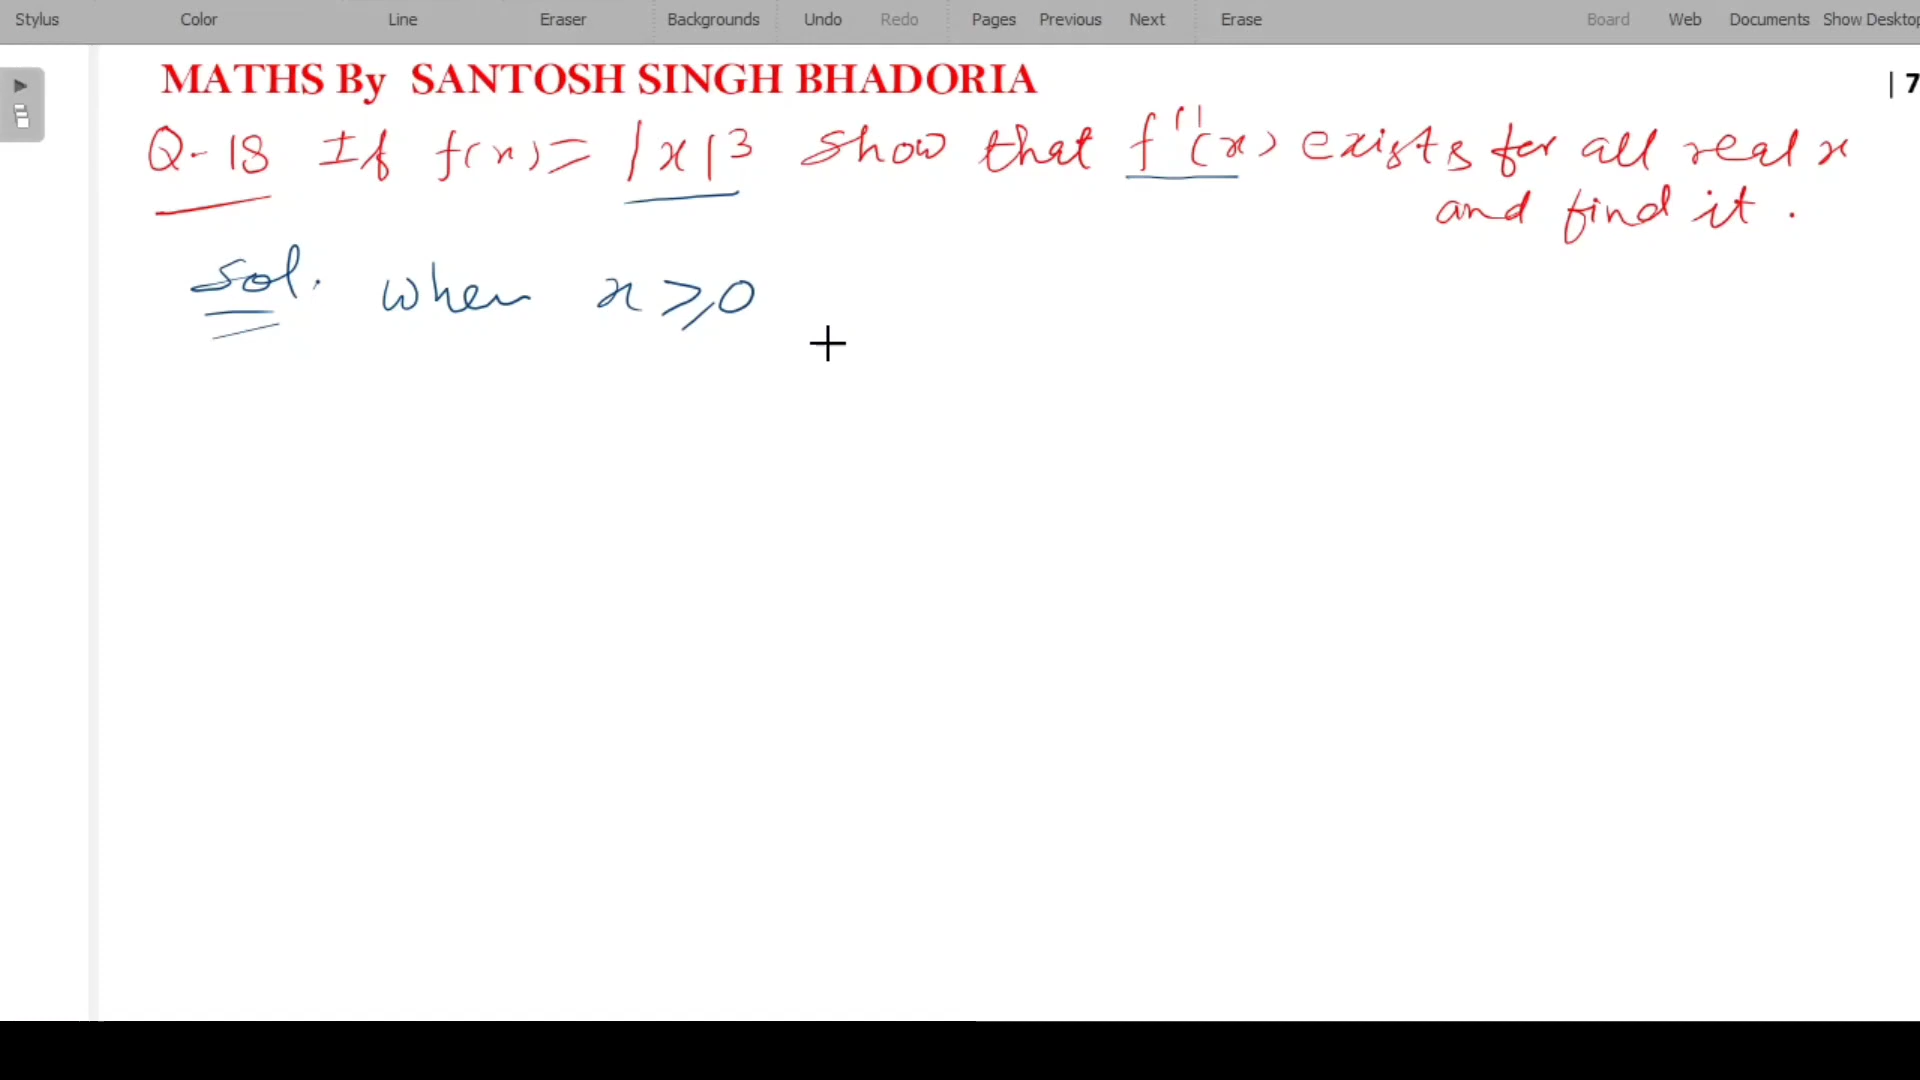 Stylus Color Line Eraser Backgrounds Undo Redo Pages Previous Next Erase Board Web Documents Show Desktop
MATHS By SANTOSH SINGH BHADORIA | 7
Q-18 If f(x) = |x|3 show that f''(x) exists for all real x
and find it.
Sol. when x ≥ 0